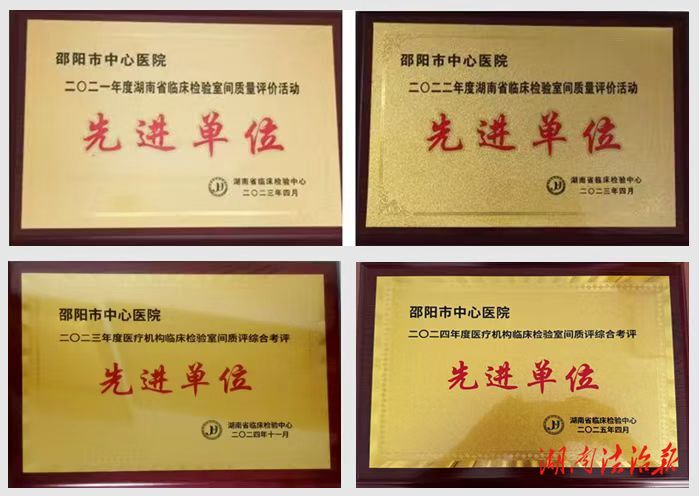 邵阳市中心医院
二〇二一年度湖南省临床检验室间质量评价活动
先进单位
湖南省临床检验中心
二〇二三年四月
邵阳市中心医院
二〇二二年度湖南省临床检验室间质量评价活动
先进单位
湖南省临床检验中心
二〇二三年四月
邵阳市中心医院
二〇二三年度医疗机构临床检验室间质评综合考评
先进单位
湖南省临床检验中心
二〇二四年十一月
邵阳市中心医院
二〇二四年度医疗机构临床检验室间质评综合考评
先进单位
湖南省临床检验中心
二〇二五年四月
湖南法治报